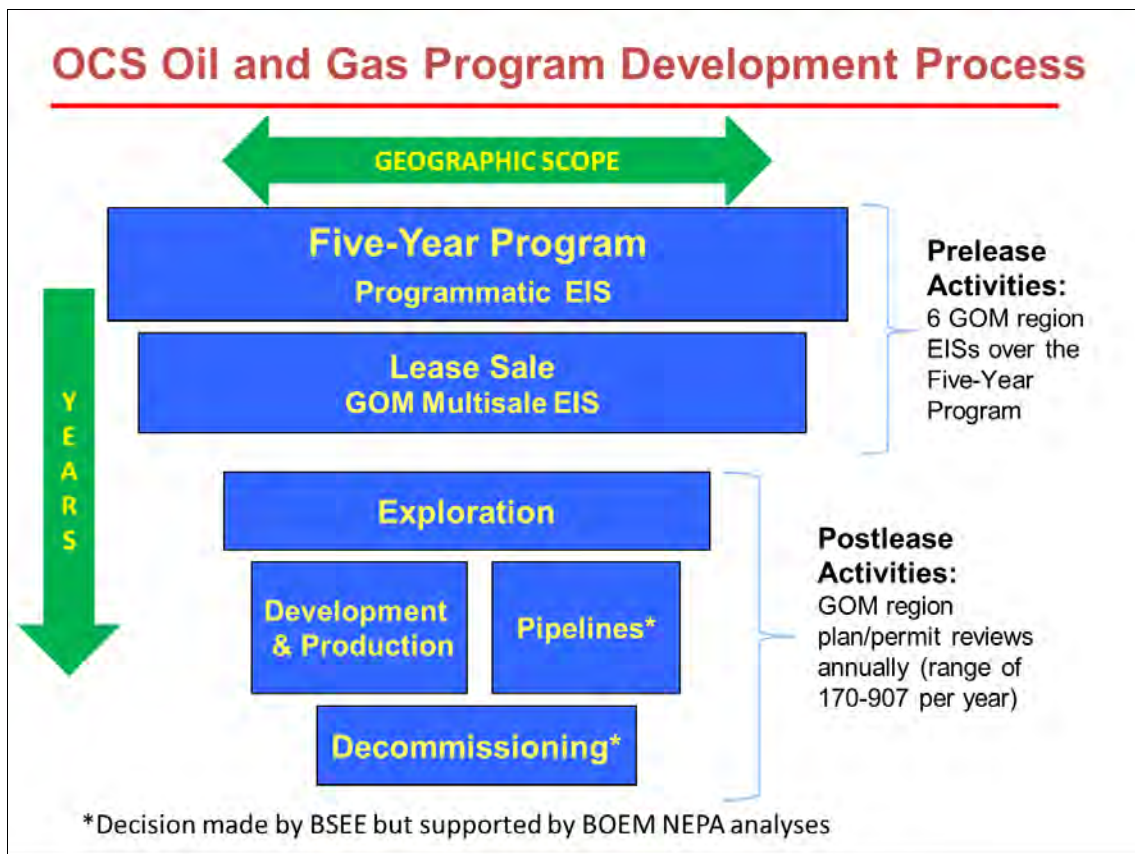 OCS Oil and Gas Program Development Process
GEOGRAPHIC SCOPE
Five-Year Program
Programmatic EIS
Lease Sale
GOM Multisale EIS
Prelease
Activities:
6 GOM region
EISs over the
Five-Year
Program
YEARS
Exploration
Development
& Production
Pipelines*
Decommissioning*
Postlease
Activities:
GOM region
plan/permit reviews
annually (range of
170-907 per year)
*Decision made by BSEE but supported by BOEM NEPA analyses